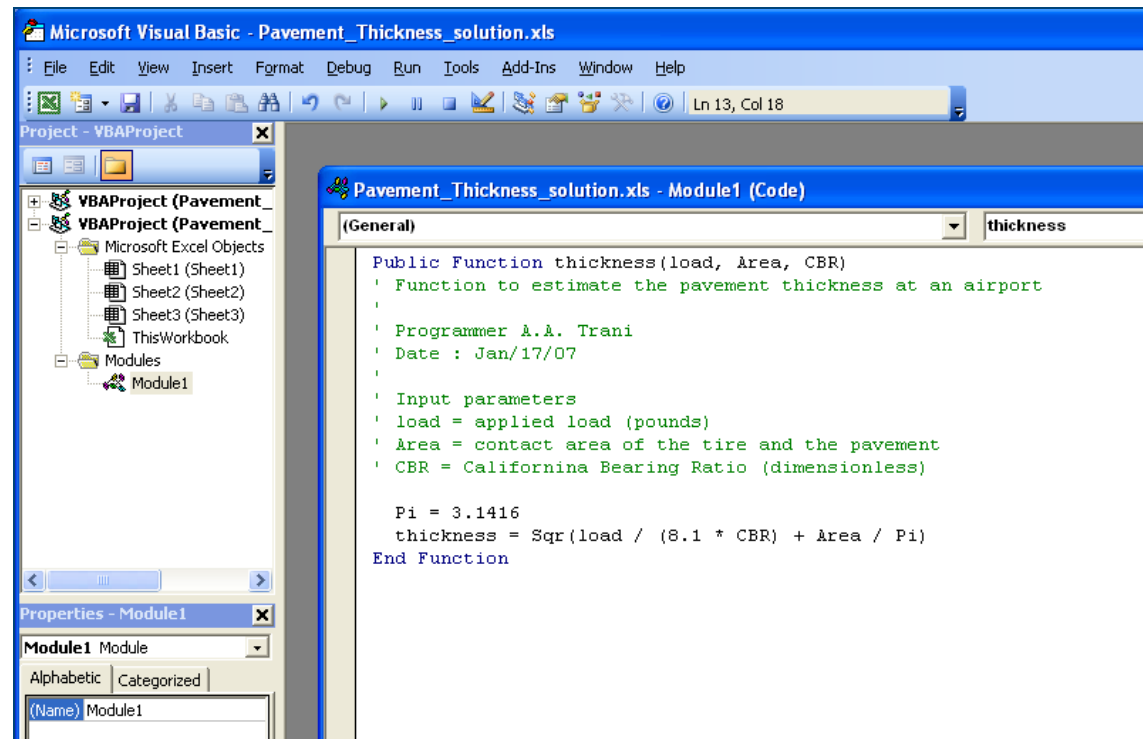 Microsoft Visual Basic - Pavement_Thickness_solution.xls
File Edit View Insert Format Debug Run Tools Add-Ins Window Help
Ln 13, Col 18
Project - VBAProject
VBAProject (Pavement_
VBAProject (Pavement_
Microsoft Excel Objects
Sheet1 (Sheet1)
Sheet2 (Sheet2)
Sheet3 (Sheet3)
ThisWorkbook
Modules
Module1
Properties - Module1
Module1 Module
Alphabetic Categorized
(Name) Module1
Pavement_Thickness_solution.xls - Module1 (Code)
(General) thickness
Public Function thickness(load, Area, CBR)
' Function to estimate the pavement thickness at an airport
'
' Programmer A.A. Trani
' Date : Jan/17/07
'
' Input parameters
' load = applied load (pounds)
' Area = contact area of the tire and the pavement
' CBR = Californina Bearing Ratio (dimensionless)
Pi = 3.1416
thickness = Sqr(load / (8.1 * CBR) + Area / Pi)
End Function